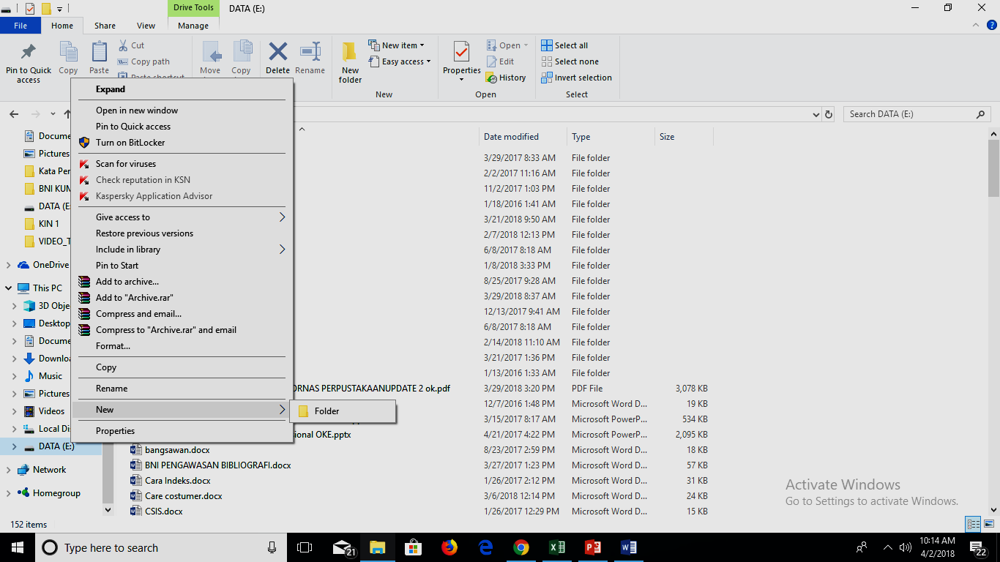 Drive Tools
DATA (E:)
File
Home
Share
View
Manage
Pin to Quick access
Copy
Paste
Cut
Copy path
Paste shortcut
Move
Copy
Delete
Rename
New folder
New item
Easy access
New
Properties
Open
Edit
History
Open
Select all
Select none
Invert selection
Select
Search DATA (E:)
Docume
Pictures
Kata Per
BNI KUM
DATA (E
KIN 1
VIDEO_T
OneDrive
This PC
3D Obje
Desktop
Docume
Downloa
Music
Pictures
Videos
Local Dis
DATA (E:)
Network
Homegroup
Expand
Open in new window
Pin to Quick access
Turn on BitLocker
Scan for viruses
Check reputation in KSN
Kaspersky Application Advisor
Give access to
Restore previous versions
Include in library
Pin to Start
Add to archive...
Add to "Archive.rar"
Compress and email...
Compress to "Archive.rar" and email
Format...
Copy
Rename
New
Properties
Folder
Date modified Type Size
3/29/2017 8:33 AM File folder
2/2/2017 11:16 AM File folder
11/2/2017 1:03 PM File folder
1/18/2016 1:41 AM File folder
3/21/2018 9:50 AM File folder
2/7/2018 12:13 PM File folder
6/8/2017 8:18 AM File folder
1/8/2018 3:33 PM File folder
8/25/2017 9:28 AM File folder
3/29/2018 8:37 AM File folder
12/13/2017 9:41 AM File folder
6/8/2017 8:18 AM File folder
2/14/2018 11:10 AM File folder
3/21/2017 1:36 PM File folder
1/13/2016 1:33 AM File folder
ORNAS PERPUSTAKAANUPDATE 2 ok.pdf 3/29/2018 3:20 PM PDF File 3,078 KB
12/7/2016 1:48 PM Microsoft Word D... 19 KB
3/15/2017 8:17 AM Microsoft PowerP... 534 KB
ional OKE.pptx 4/21/2017 4:22 PM Microsoft PowerP... 2,095 KB
bangsawan.docx 8/23/2017 2:59 PM Microsoft Word D... 18 KB
BNI PENGAWASAN BIBLIOGRAFI.docx 3/27/2017 1:23 PM Microsoft Word D... 57 KB
Cara Indeks.docx 1/26/2017 2:12 PM Microsoft Word D... 31 KB
Care costumer.docx 3/6/2018 12:14 PM Microsoft Word D... 24 KB
CSIS.docx 1/26/2017 12:29 PM Microsoft Word D... 15 KB
Activate Windows
Go to Settings to activate Windows.
152 items
Type here to search
21
10:14 AM
4/2/2018
22